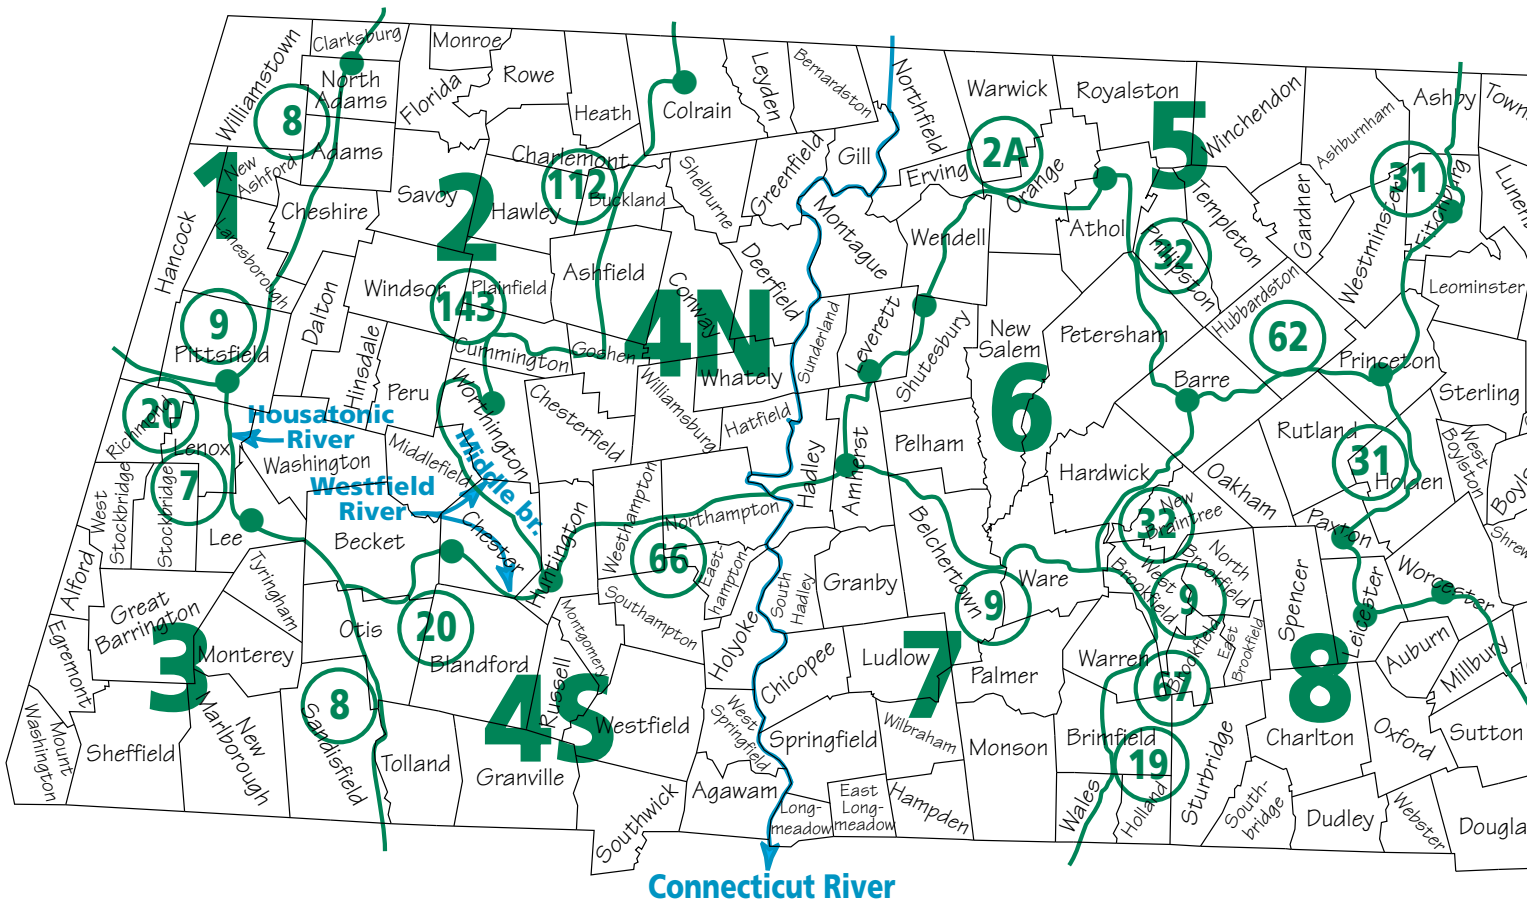 Clarksburg
Monroe
Williamstown
North
Adams
Florida
Rowe
Heath
Colrain
Leyden
Bernardston
Northfield
Warwick
Royalston
Winchendon
Ashburnham
Ashby
Town
8
Adams
New
Ashford
1
Savoy
2
Charlemont
112
Hawley
Buckland
Shelburne
Greenfield
Gill
Erving
2A
Orange
5
Athol
Phillipston
32
Templeton
Gardner
Westminster
31
Fitchburg
Lunenb
Hancock
Cheshire
Lanesborough
Windsor
Plainfield
143
Ashfield
Conway
Deerfield
4N
Montague
Wendell
Leominster
9
Pittsfield
Dalton
Hinsdale
Peru
Cummington
Goshen
Worthington
Chesterfield
Williamsburg
Whately
Hatfield
Sunderland
Leverett
Shutesbury
New
Salem
6
Petersham
Hubbardston
62
Princeton
Sterling
Barre
20
Richmond
Lenox
Housatonic
River
Washington
Middlefield
Middle br.
Westfield
River
7
West
Stockbridge
Stockbridge
Lee
Becket
Chester
Huntington
Westhampton
Northampton
66
East-
hampton
Hadley
Amherst
Pelham
Belchertown
Hardwick
Rutland
31
Holden
West
Boylston
Boyls
Oakham
New
Braintree
32
Paxton
Shrew
Alford
Great
Barrington
Tyringham
Otis
20
Blandford
Montgomery
Russell
Southampton
Holyoke
South
Hadley
Granby
9
Ware
West
Brookfield
9
North
Brookfield
Spencer
Leicester
Worcester
Egremont
3
Monterey
8
Sandisfield
4S
Westfield
West
Springfield
Chicopee
Ludlow
7
Palmer
Warren
67
Brookfield
East
Brookfield
8
Auburn
Millbury
Mount
Washington
Sheffield
New
Marlborough
Tolland
Granville
Southwick
Agawam
Springfield
Wilbraham
Monson
Brimfield
19
Sturbridge
Charlton
Oxford
Sutton
Long-
meadow
East
Long-
meadow
Hampden
Wales
Holland
South-
bridge
Dudley
Webster
Dougla
Connecticut River